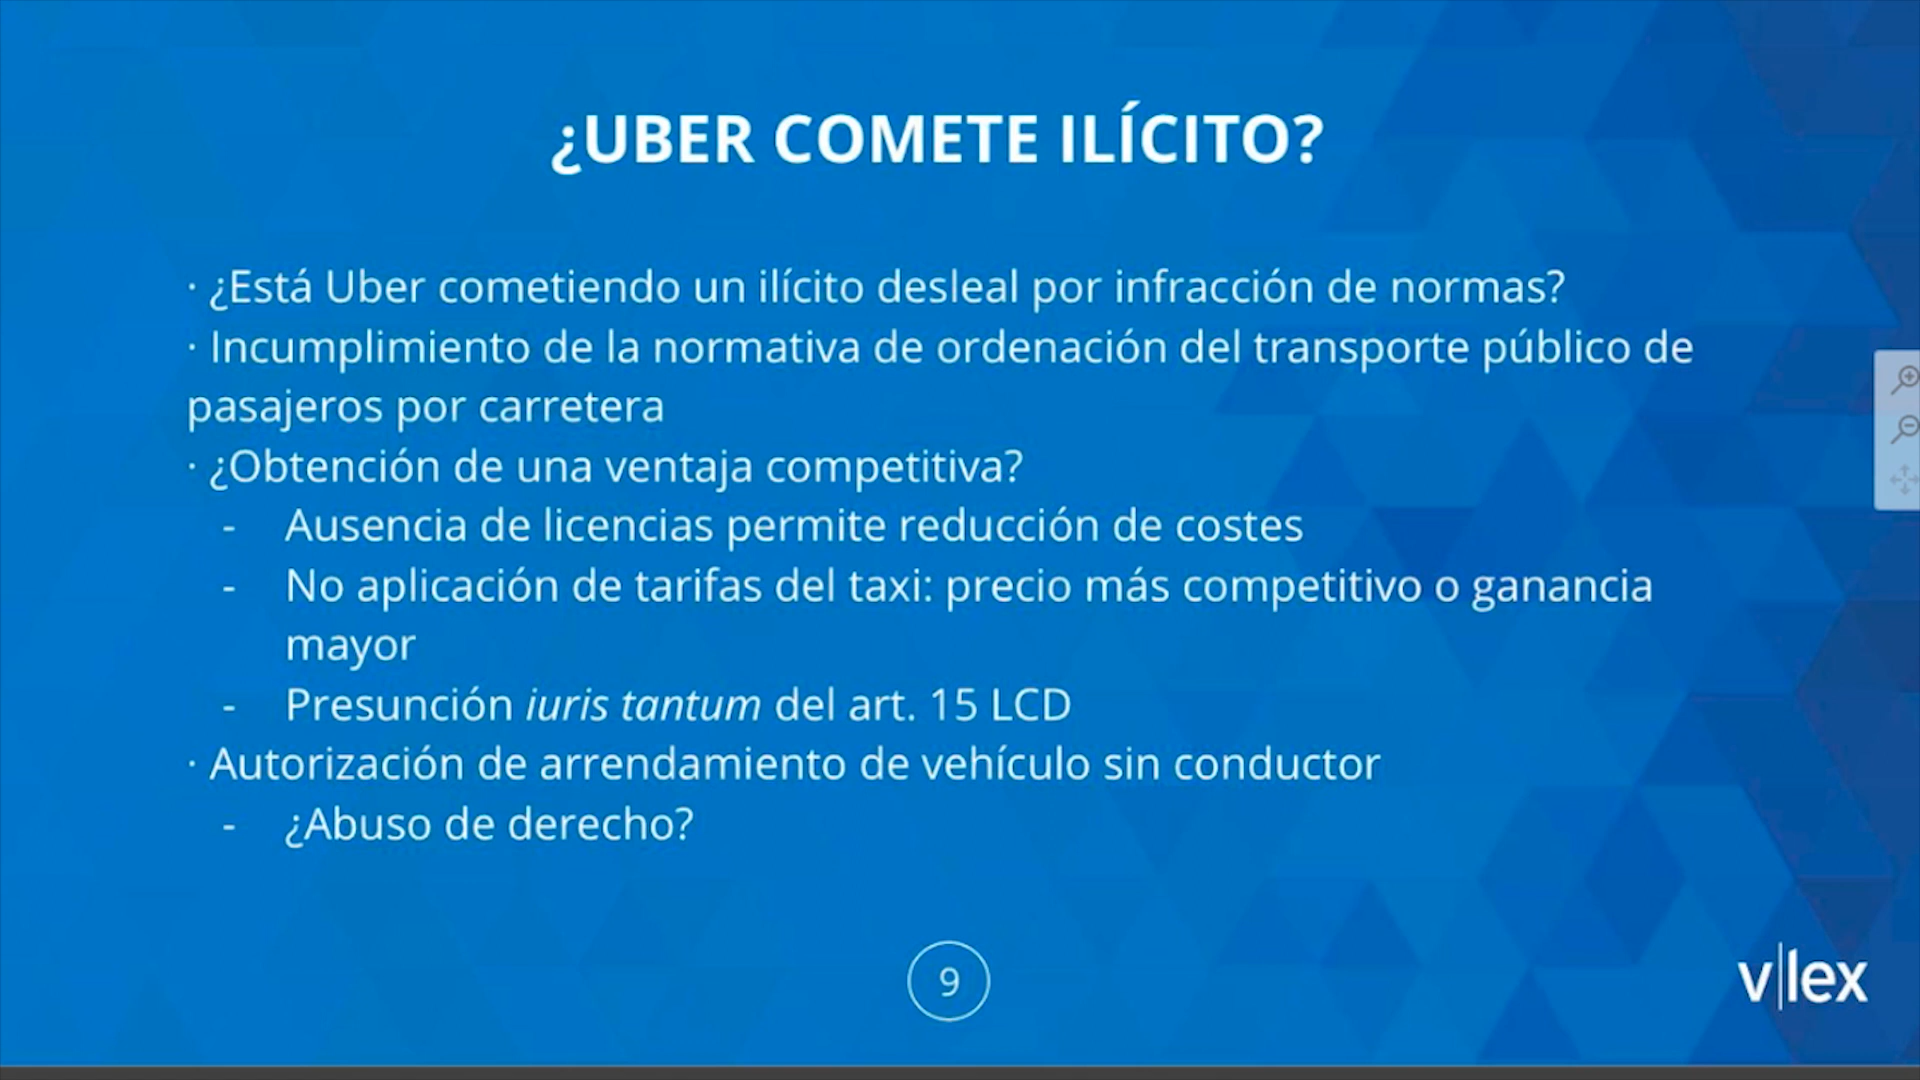 ¿UBER COMETE ILÍCITO?
· ¿Está Uber cometiendo un ilícito desleal por infracción de normas?
· Incumplimiento de la normativa de ordenación del transporte público de
pasajeros por carretera
· ¿Obtención de una ventaja competitiva?
- Ausencia de licencias permite reducción de costes
- No aplicación de tarifas del taxi: precio más competitivo o ganancia
mayor
- Presunción iuris tantum del art. 15 LCD
· Autorización de arrendamiento de vehículo sin conductor
- ¿Abuso de derecho?
9
v|lex